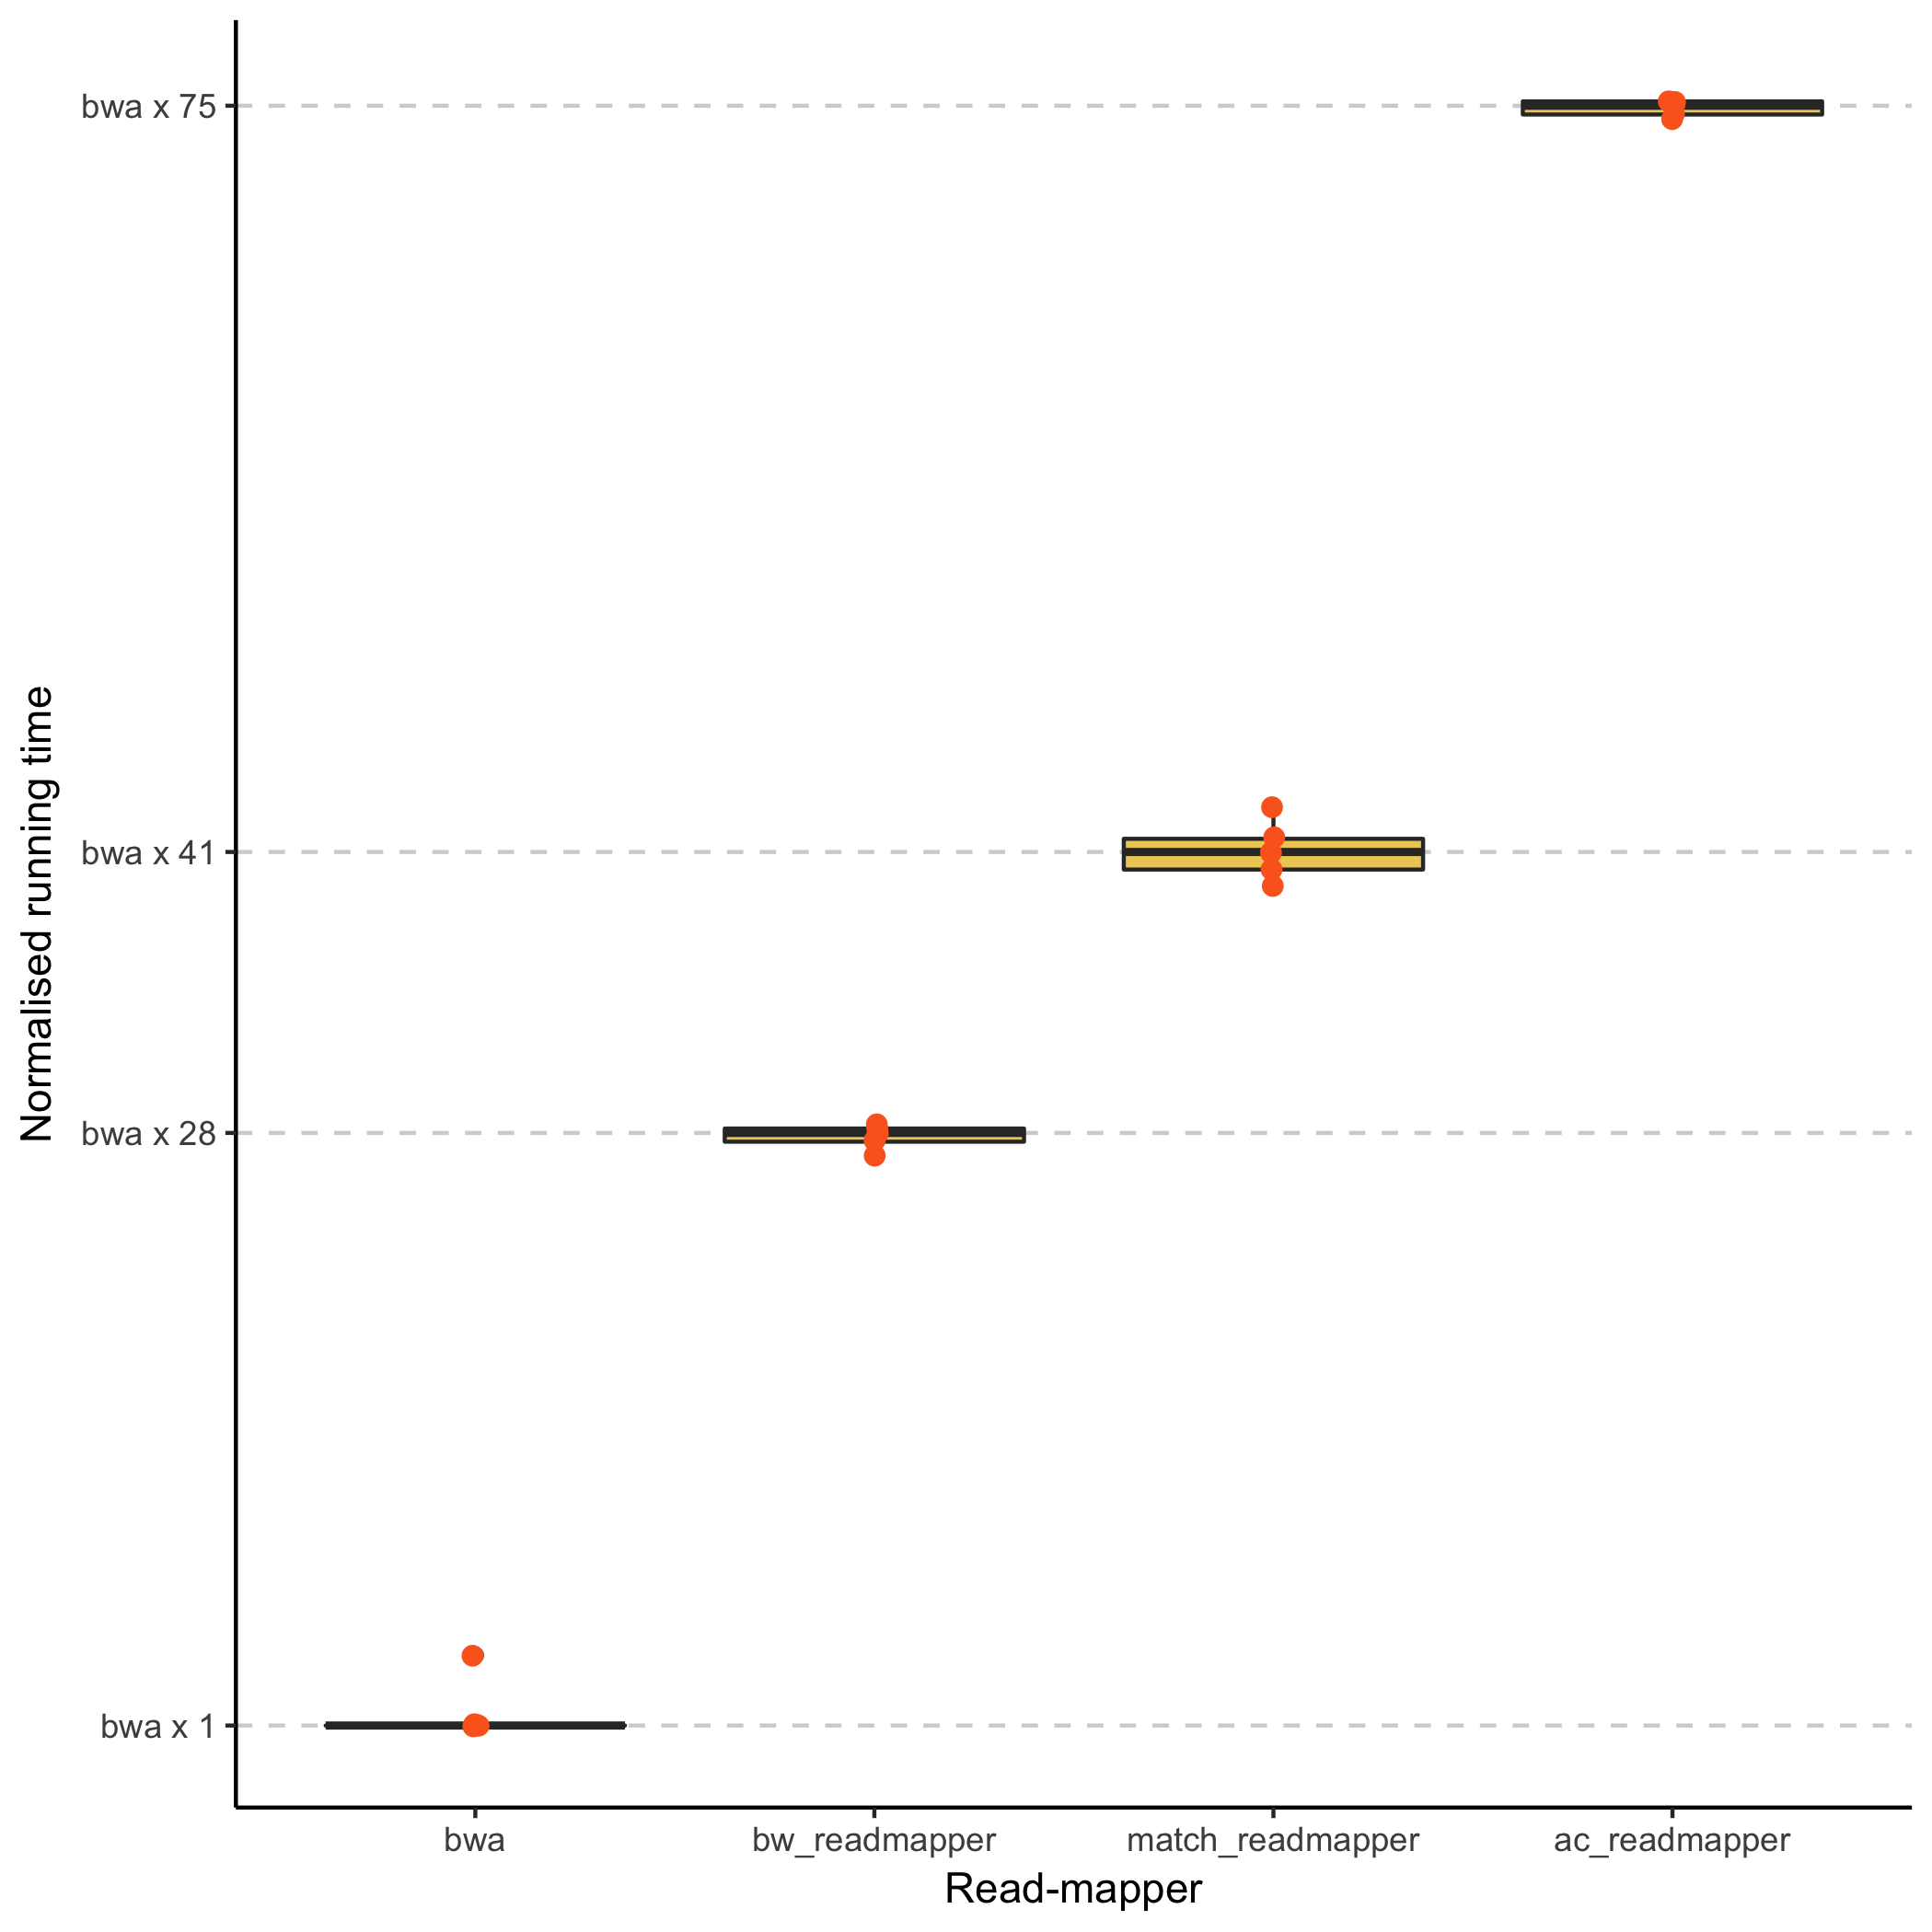 Normalised running time
bwa x 75
bwa x 41
bwa x 28
bwa x 1
bwa
bw_readmapper
match_readmapper
ac_readmapper
Read-mapper